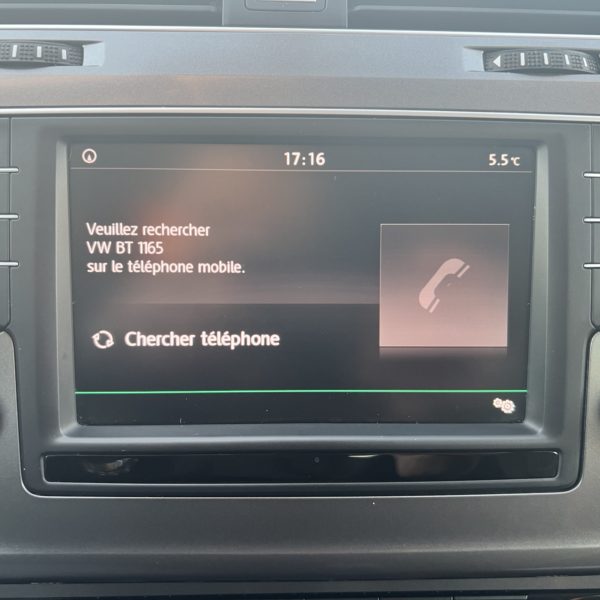 17:16
5.5 °C
Veuillez rechercher
VW BT 1165
sur le téléphone mobile.
Chercher téléphone